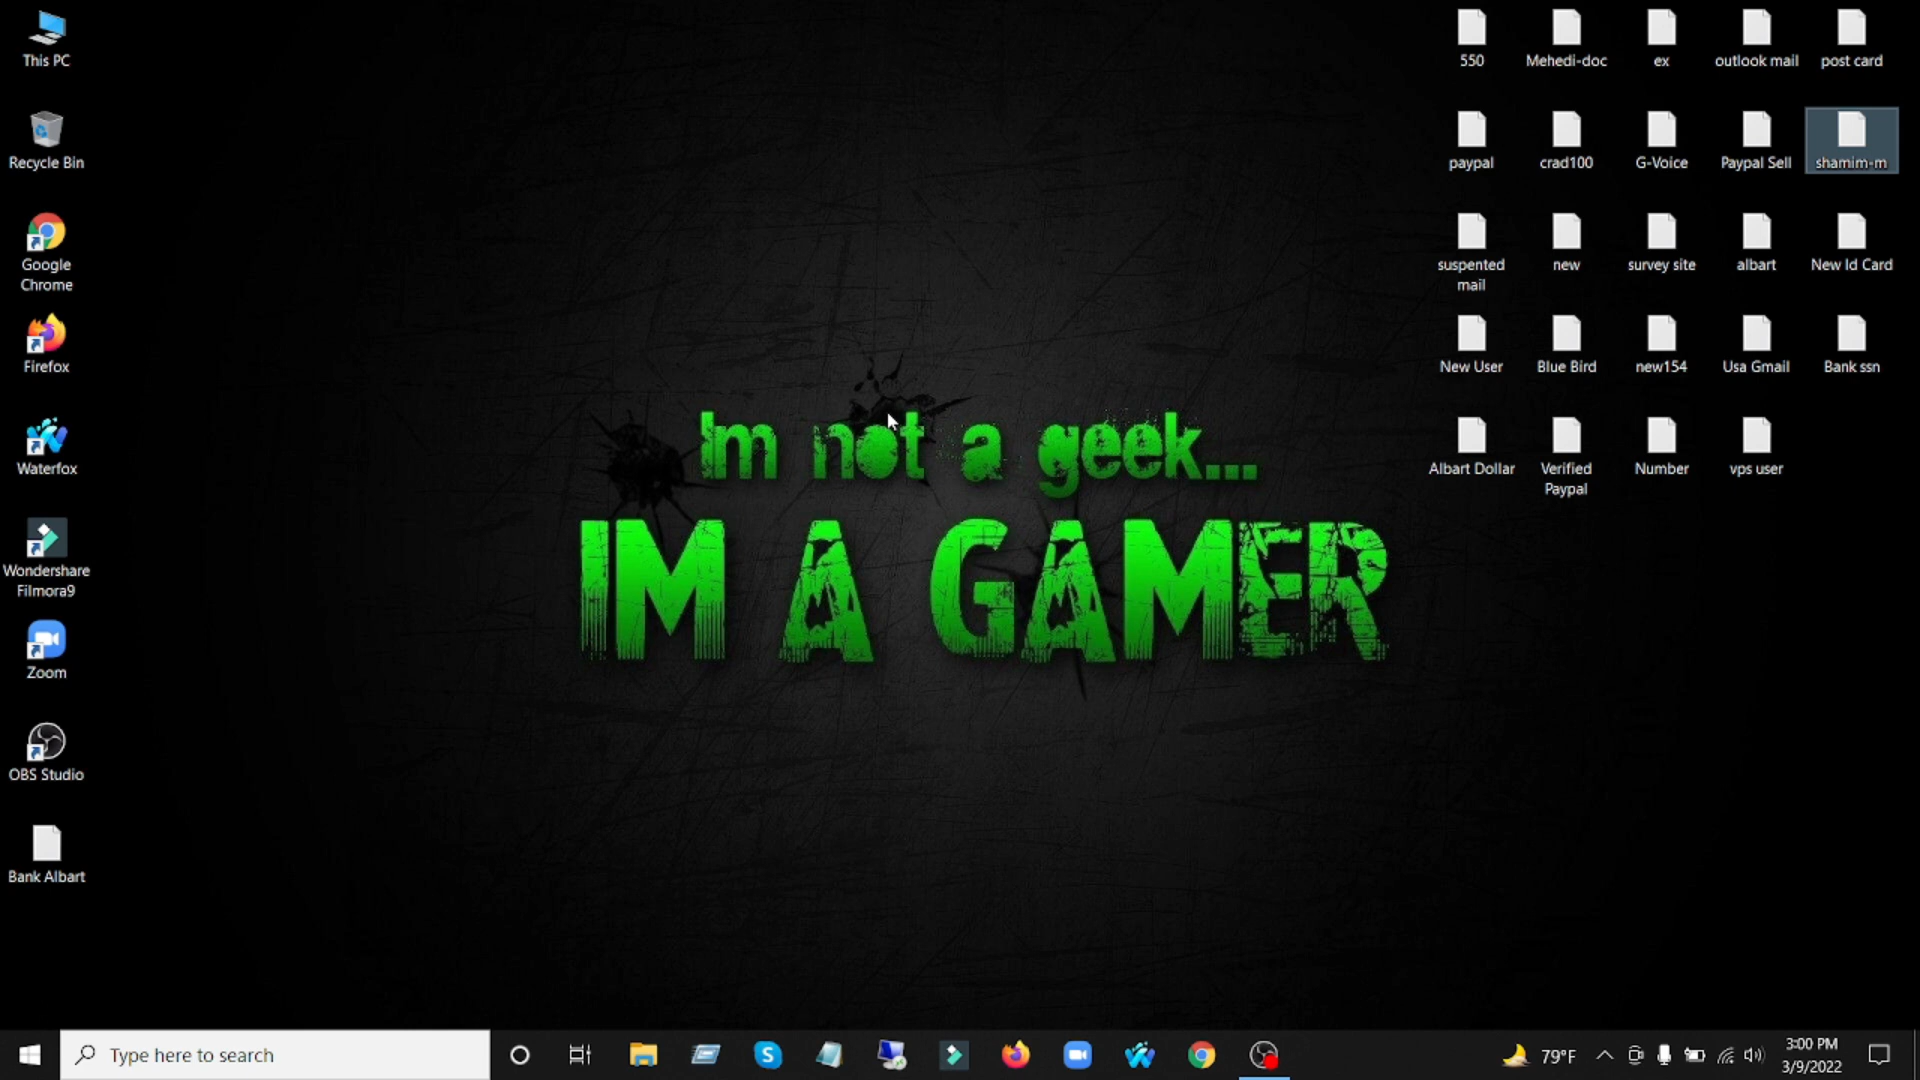 This PC
550
Mehedi-doc
ex
outlook mail
post card
Recycle Bin
paypal
crad100
G-Voice
Paypal Sell
shamim-m
Google
Chrome
suspented
mail
new
survey site
albart
New Id Card
Firefox
New User
Blue Bird
new154
Usa Gmail
Bank ssn
Im not a geek...
IM A GAMER
Waterfox
Albart Dollar
Verified
Paypal
Number
vps user
Wondershare
Filmora9
Zoom
OBS Studio
Bank Albart
Type here to search
79°F
3:00 PM
3/9/2022